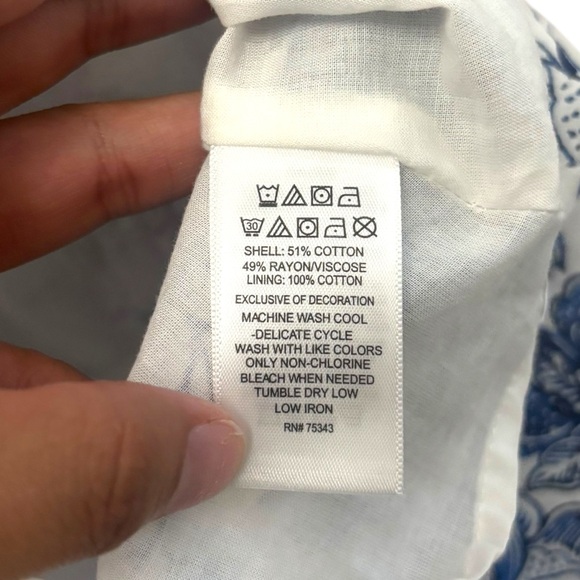 30
SHELL: 51% COTTON
49% RAYON/VISCOSE
LINING: 100% COTTON
EXCLUSIVE OF DECORATION
MACHINE WASH COOL
-DELICATE CYCLE
WASH WITH LIKE COLORS
ONLY NON-CHLORINE
BLEACH WHEN NEEDED
TUMBLE DRY LOW
LOW IRON
RN# 75343